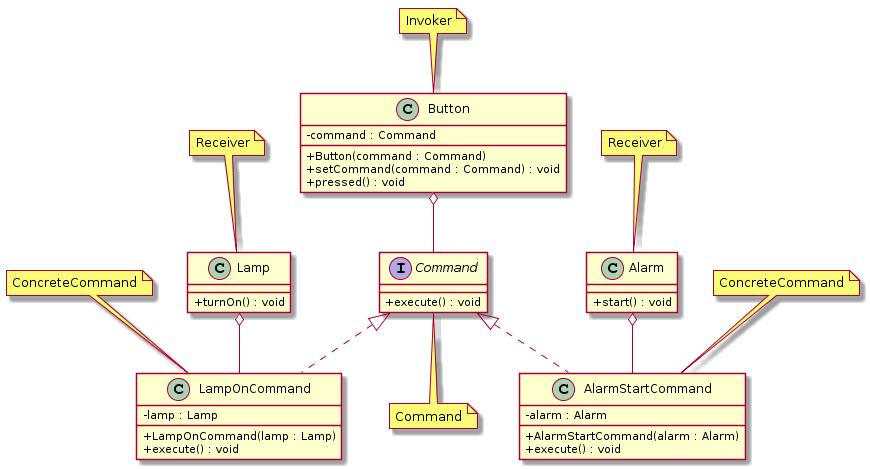 Invoker
C Button
-command : Command
+Button(command : Command)
+setCommand(command : Command) : void
+pressed() : void
Receiver
Receiver
C Lamp
+turnOn() : void
I Command
+execute() : void
C Alarm
+start() : void
ConcreteCommand
ConcreteCommand
C LampOnCommand
-lamp : Lamp
+LampOnCommand(lamp : Lamp)
+execute() : void
Command
C AlarmStartCommand
-alarm : Alarm
+AlarmStartCommand(alarm : Alarm)
+execute() : void